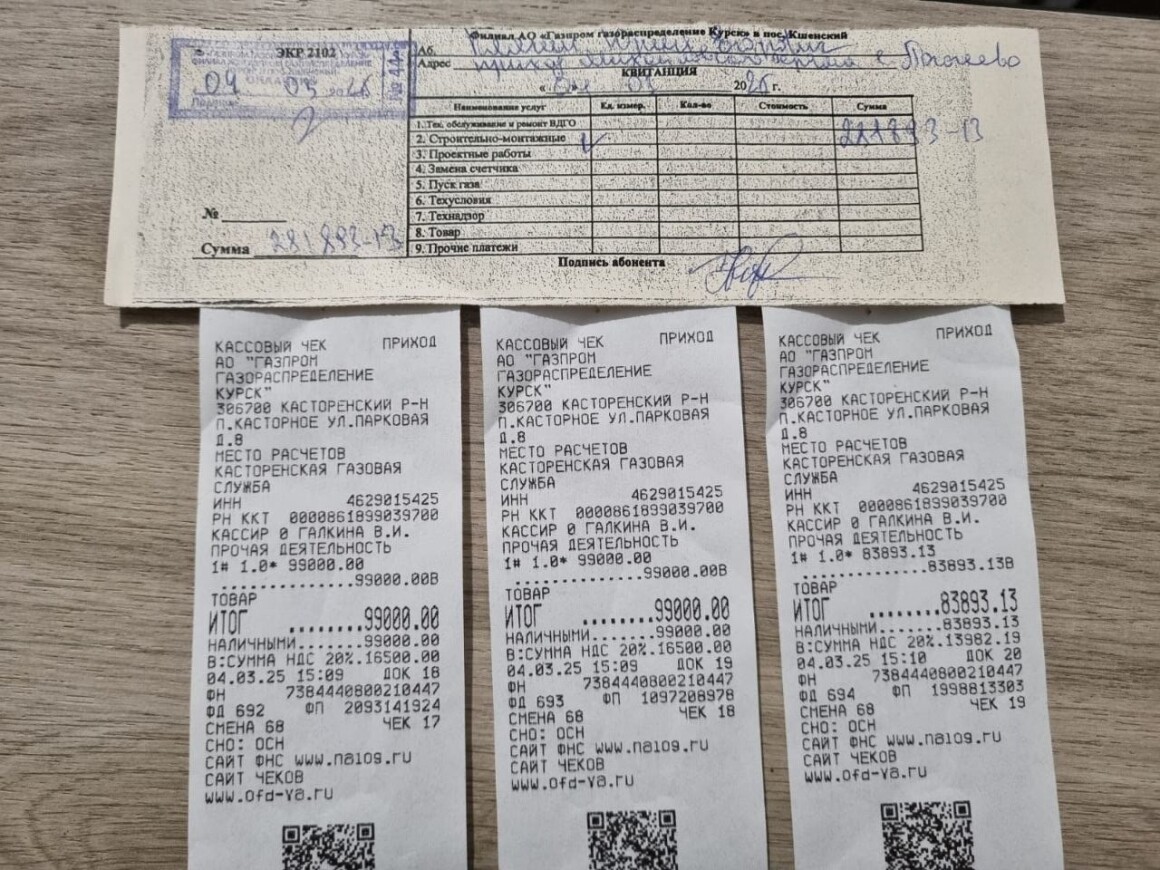 Филиал АО «Газпром газораспределение Курск» в пос. Кшенский
ЭКР 2102
04 03
Аб.
Адрес приход с.
КВИТАНЦИЯ
« » 20 г.
Наименование услуг Ед. измер. Кол-во Стоимость Сумма
1. Тех. обслуживание и ремонт ВДГО
2. Строительно-монтажные 281893-13
3. Проектные работы
4. Замена счетчика
5. Пуск газа
6. Техусловия
7. Технадзор
8. Товар
9. Прочие платежи
№
Сумма 281893-13
Подпись абонента
КАССОВЫЙ ЧЕК ПРИХОД
АО "ГАЗПРОМ
ГАЗОРАСПРЕДЕЛЕНИЕ
КУРСК"
306700 КАСТОРЕНСКИЙ Р-Н
П.КАСТОРНОЕ УЛ.ПАРКОВАЯ
Д.8
МЕСТО РАСЧЕТОВ
КАСТОРЕНСКАЯ ГАЗОВАЯ
СЛУЖБА
ИНН 4629015425
РН ККТ 0000861899039700
КАССИР 0 ГАЛКИНА В.И.
ПРОЧАЯ ДЕЯТЕЛЬНОСТЬ
1# 1.0* 99000.00
...............99000.00В
ТОВАР
ИТОГ ........99000.00
НАЛИЧНЫМИ.......99000.00
В:СУММА НДС 20%.16500.00
04.03.25 15:09 ДОК 18
ФН 7384440800210447
ФД 692 ФП 2093141924
СМЕНА 68 ЧЕК 17
СНО: ОСН
САЙТ ФНС www.nalog.ru
САЙТ ЧЕКОВ
www.ofd-ya.ru
КАССОВЫЙ ЧЕК ПРИХОД
АО "ГАЗПРОМ
ГАЗОРАСПРЕДЕЛЕНИЕ
КУРСК"
306700 КАСТОРЕНСКИЙ Р-Н
П.КАСТОРНОЕ УЛ.ПАРКОВАЯ
Д.8
МЕСТО РАСЧЕТОВ
КАСТОРЕНСКАЯ ГАЗОВАЯ
СЛУЖБА
ИНН 4629015425
РН ККТ 0000861899039700
КАССИР 0 ГАЛКИНА В.И.
ПРОЧАЯ ДЕЯТЕЛЬНОСТЬ
1# 1.0* 99000.00
...............99000.00В
ТОВАР
ИТОГ ........99000.00
НАЛИЧНЫМИ.......99000.00
В:СУММА НДС 20%.16500.00
04.03.25 15:09 ДОК 19
ФН 7384440800210447
ФД 693 ФП 1097208978
СМЕНА 68 ЧЕК 18
СНО: ОСН
САЙТ ФНС www.nalog.ru
САЙТ ЧЕКОВ
www.ofd-ya.ru
КАССОВЫЙ ЧЕК ПРИХОД
АО "ГАЗПРОМ
ГАЗОРАСПРЕДЕЛЕНИЕ
КУРСК"
306700 КАСТОРЕНСКИЙ Р-Н
П.КАСТОРНОЕ УЛ.ПАРКОВАЯ
Д.8
МЕСТО РАСЧЕТОВ
КАСТОРЕНСКАЯ ГАЗОВАЯ
СЛУЖБА
ИНН 4629015425
РН ККТ 0000861899039700
КАССИР 0 ГАЛКИНА В.И.
ПРОЧАЯ ДЕЯТЕЛЬНОСТЬ
1# 1.0* 83893.13
...............83893.13В
ТОВАР
ИТОГ ........83893.13
НАЛИЧНЫМИ.......83893.13
В:СУММА НДС 20%.13982.19
04.03.25 15:10 ДОК 20
ФН 7384440800210447
ФД 694 ФП 1998813303
СМЕНА 68 ЧЕК 19
СНО: ОСН
САЙТ ФНС www.nalog.ru
САЙТ ЧЕКОВ
www.ofd-ya.ru